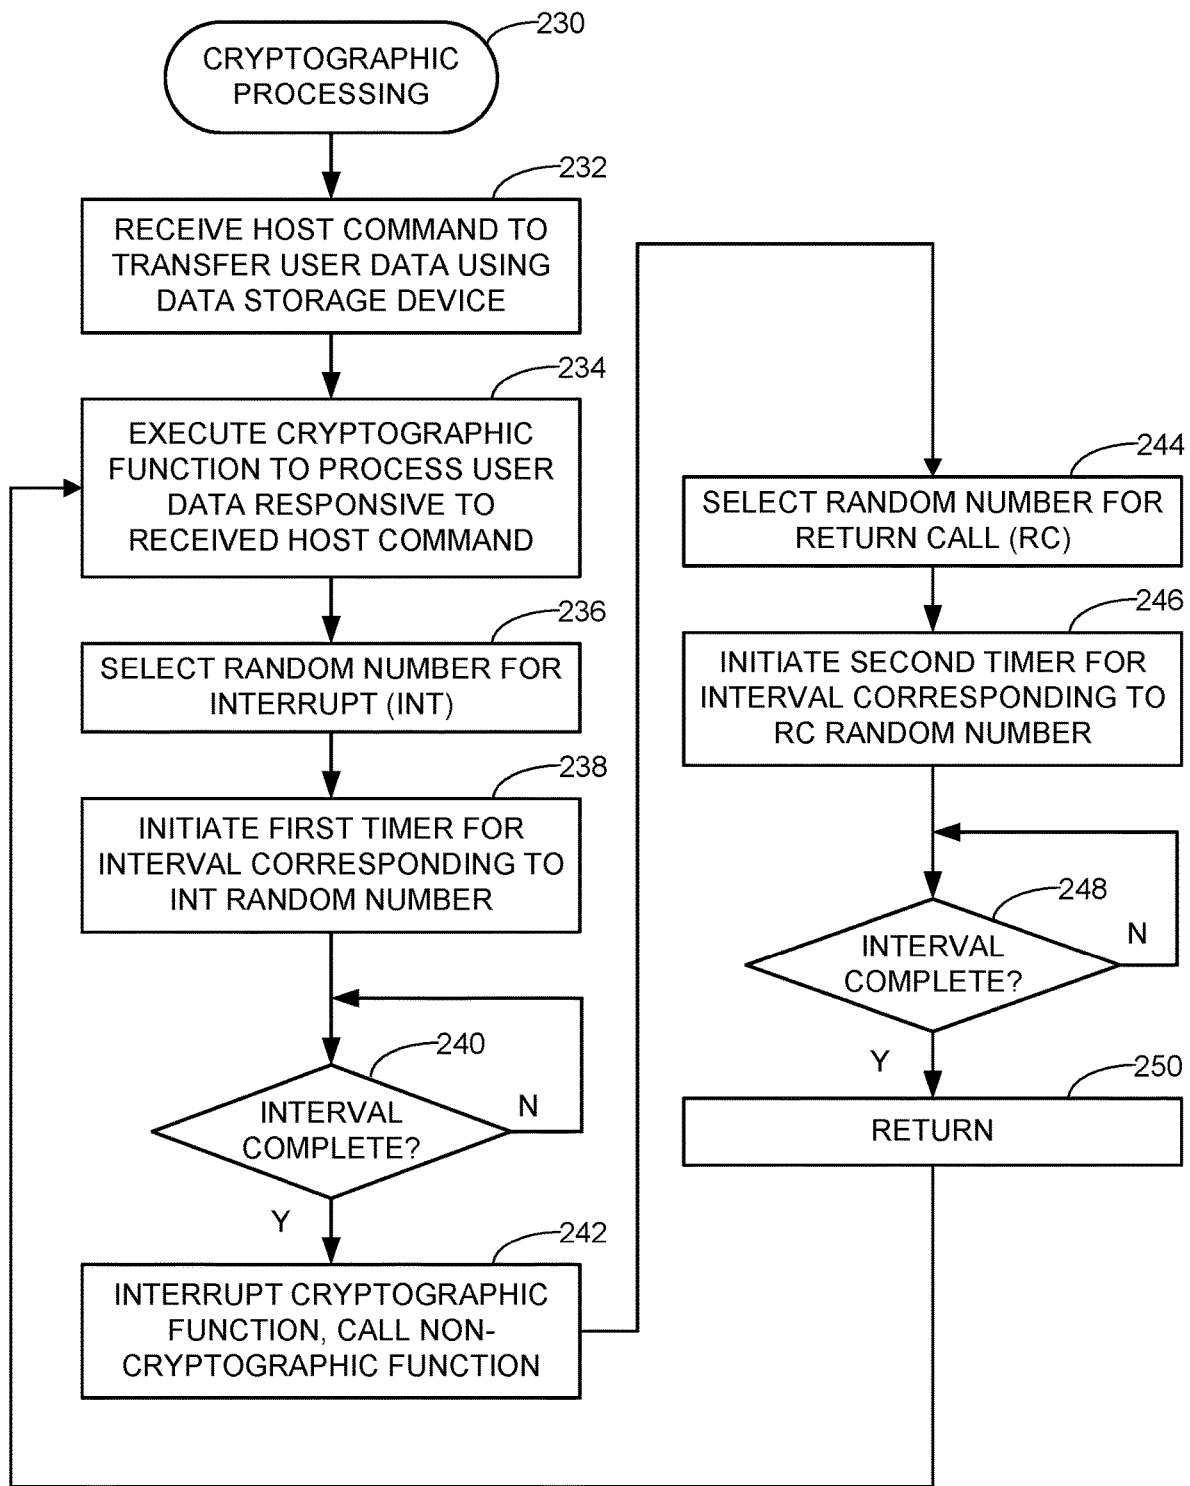 230
CRYPTOGRAPHIC
PROCESSING
232
RECEIVE HOST COMMAND TO
TRANSFER USER DATA USING
DATA STORAGE DEVICE
234
EXECUTE CRYPTOGRAPHIC
FUNCTION TO PROCESS USER
DATA RESPONSIVE TO
RECEIVED HOST COMMAND
236
SELECT RANDOM NUMBER FOR
INTERRUPT (INT)
238
INITIATE FIRST TIMER FOR
INTERVAL CORRESPONDING TO
INT RANDOM NUMBER
240
INTERVAL
COMPLETE?
N
Y
242
INTERRUPT CRYPTOGRAPHIC
FUNCTION, CALL NON-
CRYPTOGRAPHIC FUNCTION
244
SELECT RANDOM NUMBER FOR
RETURN CALL (RC)
246
INITIATE SECOND TIMER FOR
INTERVAL CORRESPONDING TO
RC RANDOM NUMBER
248
INTERVAL
COMPLETE?
N
Y
250
RETURN